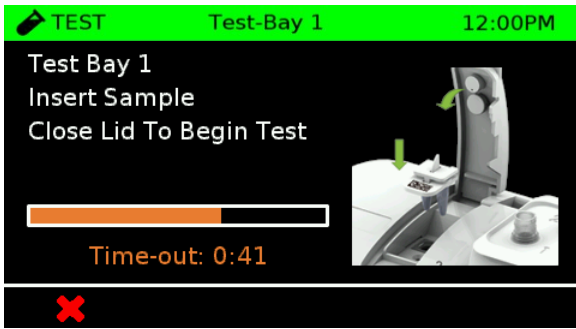 TEST Test-Bay 1 12:00PM
Test Bay 1
Insert Sample
Close Lid To Begin Test
Time-out: 0:41